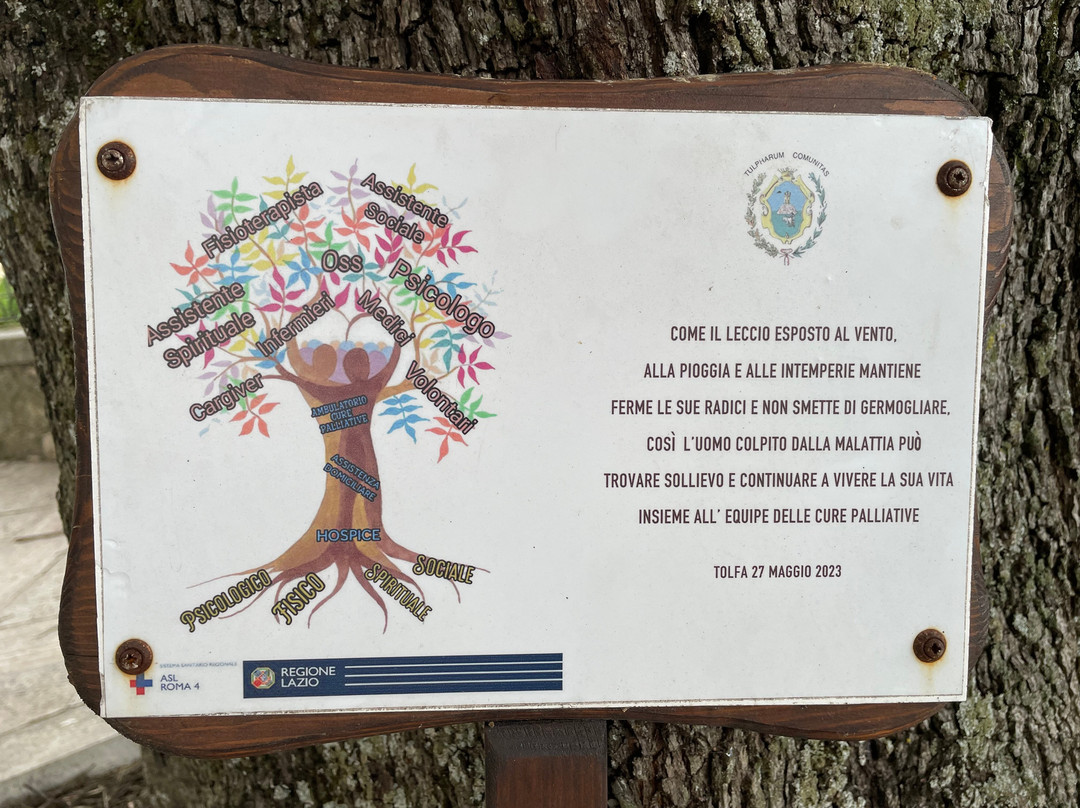 Fisioterapista
Assistente
Sociale
Oss
Psicologo
Assistente
Spirituale
Infermieri
Medici
Cargiver
Volontari
AMBULATORIO
CURE
PALLIATIVE
ASSISTENZA
DOMICILIARE
HOSPICE
PSICOLOGICO
FISICO
SPIRITUALE
SOCIALE
SISTEMA SANITARIO REGIONALE
ASL
ROMA 4
REGIONE
LAZIO
TULPHARUM COMUNITAS
COME IL LECCIO ESPOSTO AL VENTO,
ALLA PIOGGIA E ALLE INTEMPERIE MANTIENE
FERME LE SUE RADICI E NON SMETTE DI GERMOGLIARE,
COSÌ L'UOMO COLPITO DALLA MALATTIA PUÒ
TROVARE SOLLIEVO E CONTINUARE A VIVERE LA SUA VITA
INSIEME ALL' EQUIPE DELLE CURE PALLIATIVE
TOLFA 27 MAGGIO 2023